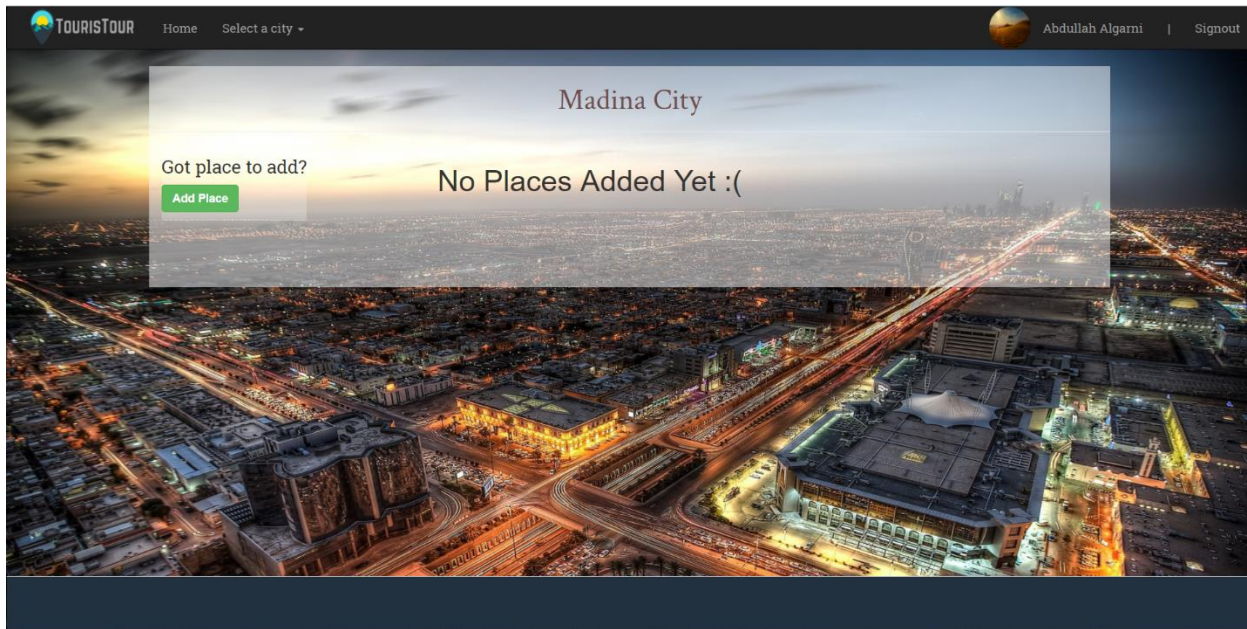 TOURISTOUR Home Select a city Abdullah Algarni | Signout
Madina City
Got place to add?
Add Place
No Places Added Yet :(